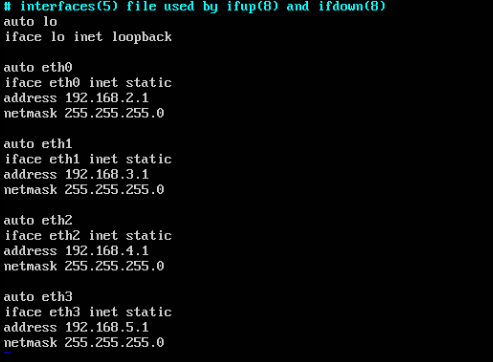 # interfaces(5) file used by ifup(8) and ifdown(8)
auto lo
iface lo inet loopback
auto eth0
iface eth0 inet static
address 192.168.2.1
netmask 255.255.255.0
auto eth1
iface eth1 inet static
address 192.168.3.1
netmask 255.255.255.0
auto eth2
iface eth2 inet static
address 192.168.4.1
netmask 255.255.255.0
auto eth3
iface eth3 inet static
address 192.168.5.1
netmask 255.255.255.0